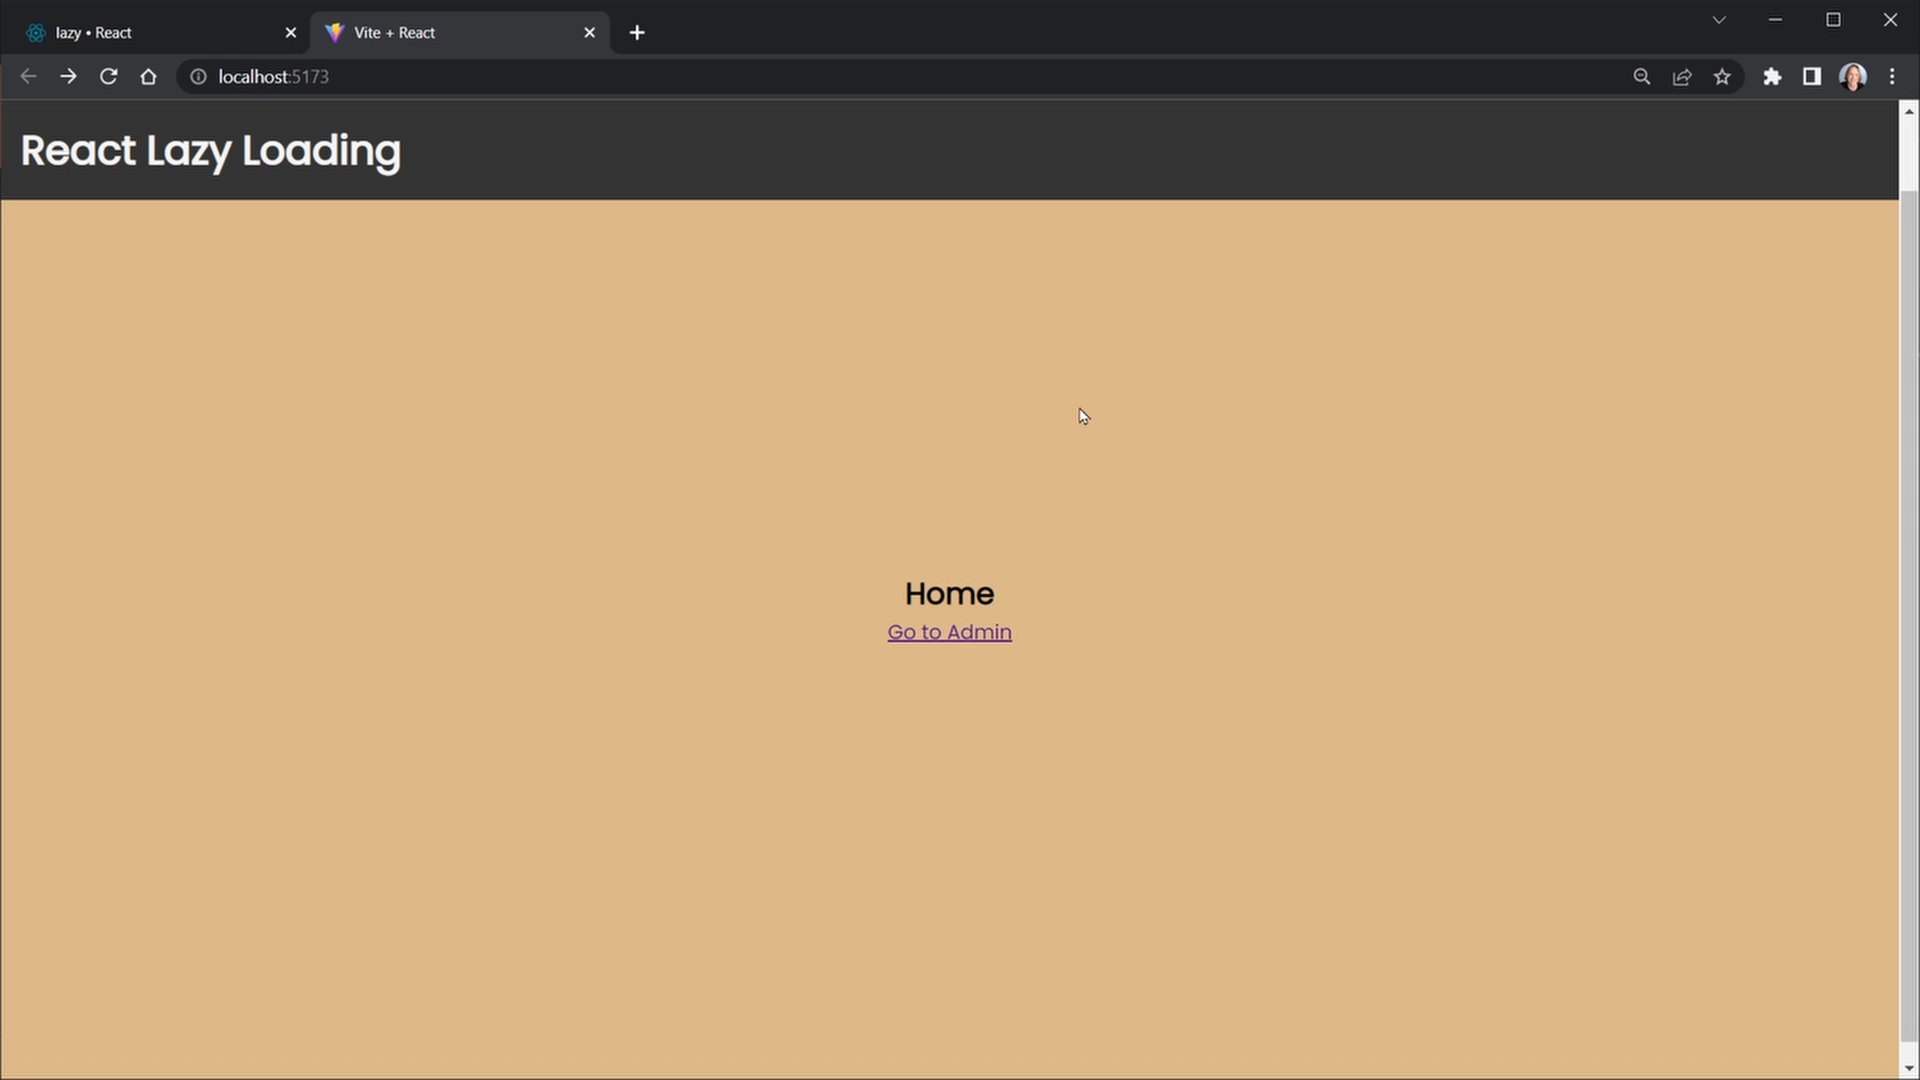 lazy • React
Vite + React
localhost:5173
React Lazy Loading
Home
Go to Admin